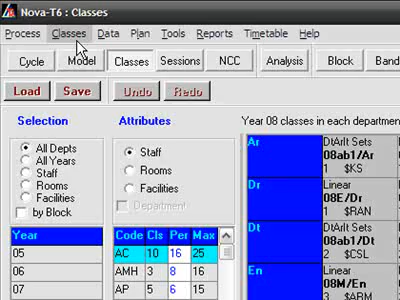 Nova-T6 : Classes
Process Classes Data Plan Tools Reports Timetable Help
Cycle Model Classes Sessions NCC Analysis Block Band
Load Save Undo Redo
Selection
All Depts
All Years
Staff
Rooms
Facilities
by Block
Year
05
06
07
Attributes
Staff
Rooms
Facilities
Department
Code Cls Per Max
AC 10 16 25
AMH 3 8 16
AP 5 6 15
Year 08 classes in each departmen
Ar DtArIt Sets
08ab1/Ar
1 $KS
Dr Linear
08E/Dr
1 $RAN
Dt DtArIt Sets
08ab1/Dt
2 $CSL
En Linear
08M/En
3 $ARM